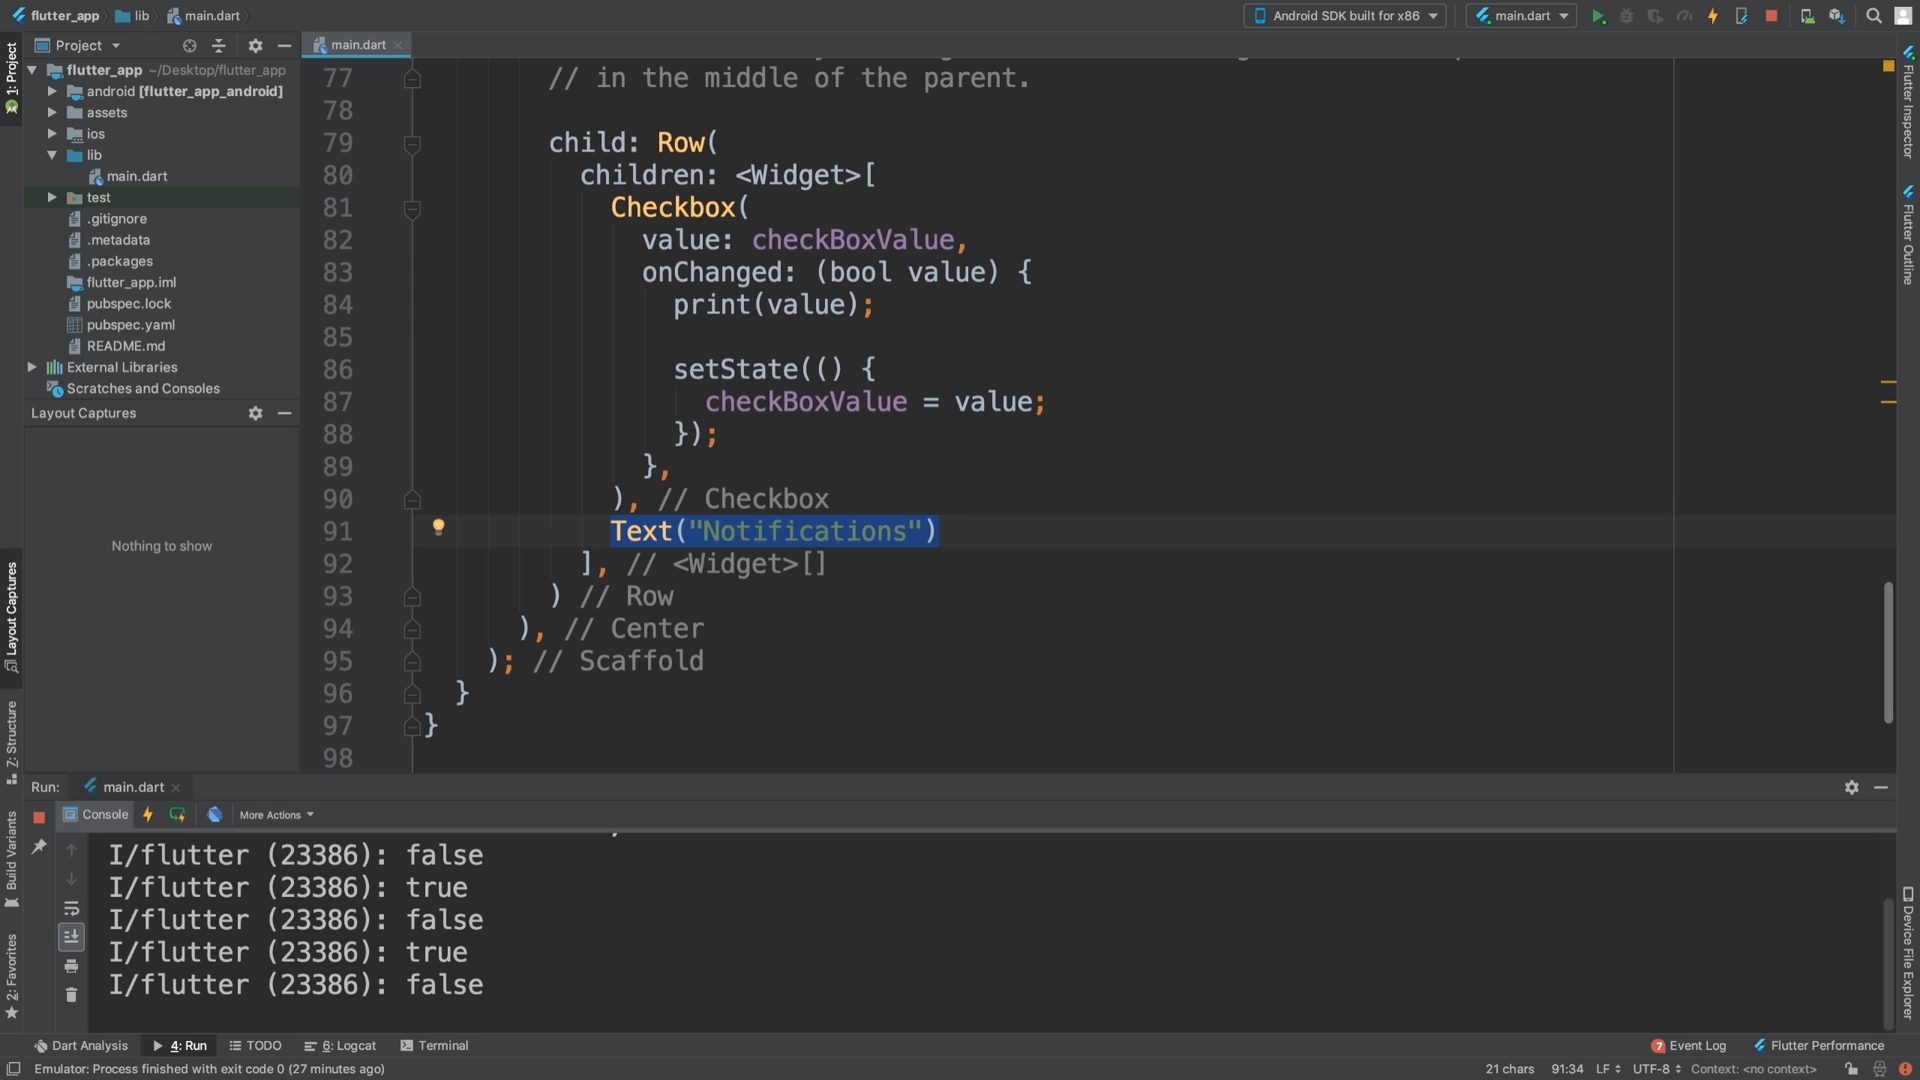 flutter_app lib main.dart Android SDK built for x86 main.dart
1: Project
Project
main.dart
flutter_app ~/Desktop/flutter_app
android [flutter_app_android]
assets
ios
lib
main.dart
test
.gitignore
.metadata
.packages
flutter_app.iml
pubspec.lock
pubspec.yaml
README.md
External Libraries
Scratches and Consoles
Layout Captures
Nothing to show
Layout Captures
Z: Structure
Build Variants
2: Favorites
77 // in the middle of the parent.
78
79 child: Row(
80 children: <Widget>[
81 Checkbox(
82 value: checkBoxValue,
83 onChanged: (bool value) {
84 print(value);
85
86 setState(() {
87 checkBoxValue = value;
88 });
89 },
90 ), // Checkbox
91 Text("Notifications")
92 ], // <Widget>[]
93 ) // Row
94 ), // Center
95 ); // Scaffold
96 }
97 }
98
Flutter Inspector
Flutter Outline
Device File Explorer
Run: main.dart
Console More Actions
I/flutter (23386): false
I/flutter (23386): true
I/flutter (23386): false
I/flutter (23386): true
I/flutter (23386): false
Dart Analysis 4: Run TODO 6: Logcat Terminal 7 Event Log Flutter Performance
Emulator: Process finished with exit code 0 (27 minutes ago) 21 chars 91:34 LF UTF-8 Context: <no context>